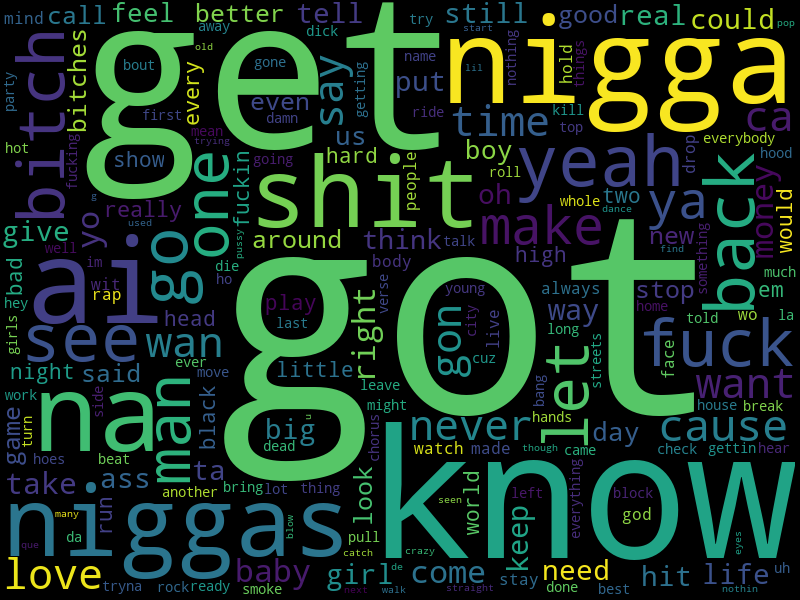 mind call feel better tell try still good real could pop
away old dick name start nothing things
bout gone get nigga
party bitch bitches every say getting lil hold
first even put time kill ca
hot fucking mean damn ride top everybody
trying us boy yeah drop hood
show going hard people roll
shit oh make ya back money
give really yo go one g pussy fuckin whole two would
used around think talk dance new find something
well im body high much
bad ai die got always stop em
hey wit ho play verse young way home wo la
rap head last city live long told
girls see wan right gon cuz let fuck
night said ever little streets face
work move leave bang want
na man black might house break
game turn side big u hands never day cause
hoes beat dead chorus watch made though came check gettin hear
O ass ta look world
take another bring lot thing seen left block everything
run know
niggas many blow god keep
da pull eyes
que catch crazy
love baby girl de come need hit life uh
tryna rock ready smoke next walk straight stay done best nothin